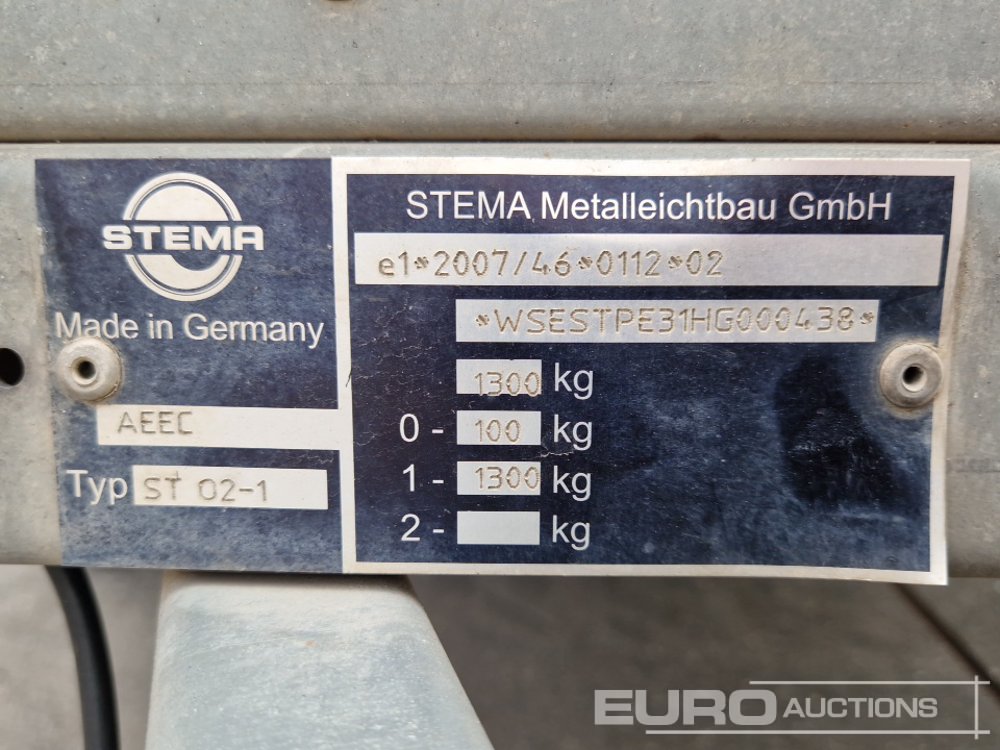 STEMA
Made in Germany
AEEC
Typ ST 02-1
STEMA Metalleichtbau GmbH
e1*2007/46*0112*02
*WSESTPE31HG000438*
1300 kg
0 - 100 kg
1 - 1300 kg
2 - kg
EURO AUCTIONS